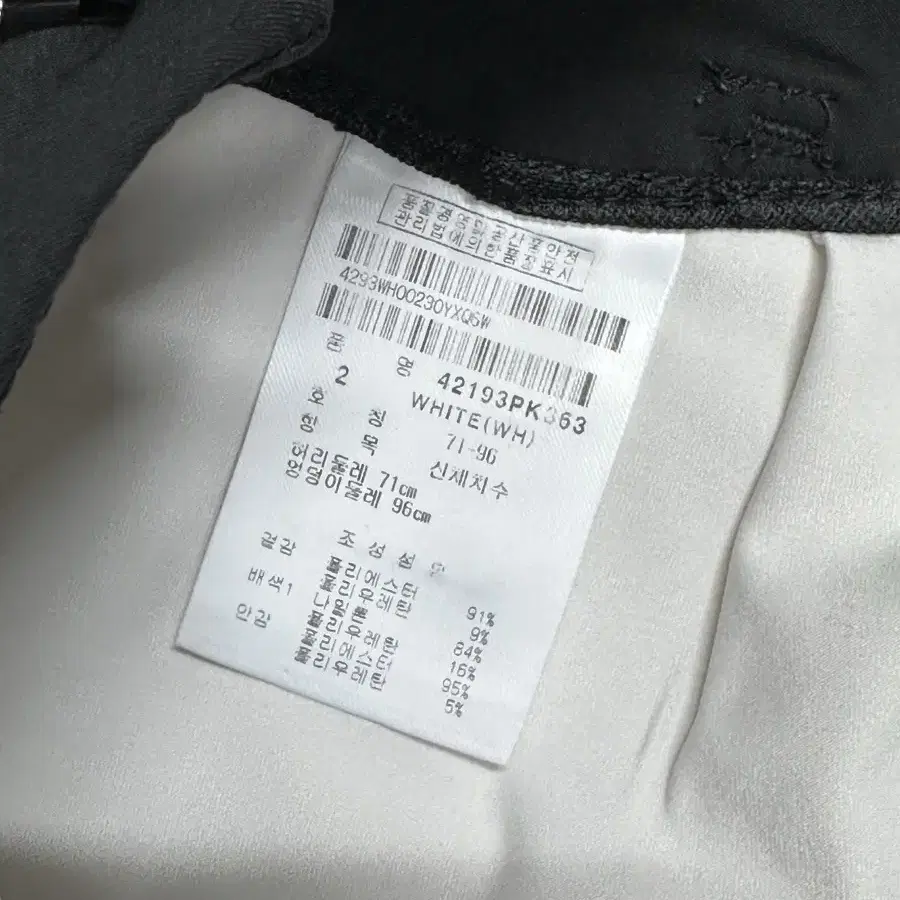 품질경영및공산품안전
관리법에의한품질표시
4293WH00230YXQ6W
품 명 42193PK363
2 WHITE(WH)
호 칭 71-96
항 목 신체치수
허리둘레 71cm
엉덩이둘레 96cm
조성섬유
겉감 폴리에스터 91%
폴리우레탄 9%
배색1 나일론 84%
폴리우레탄 16%
안감 폴리에스터 95%
폴리우레탄 5%